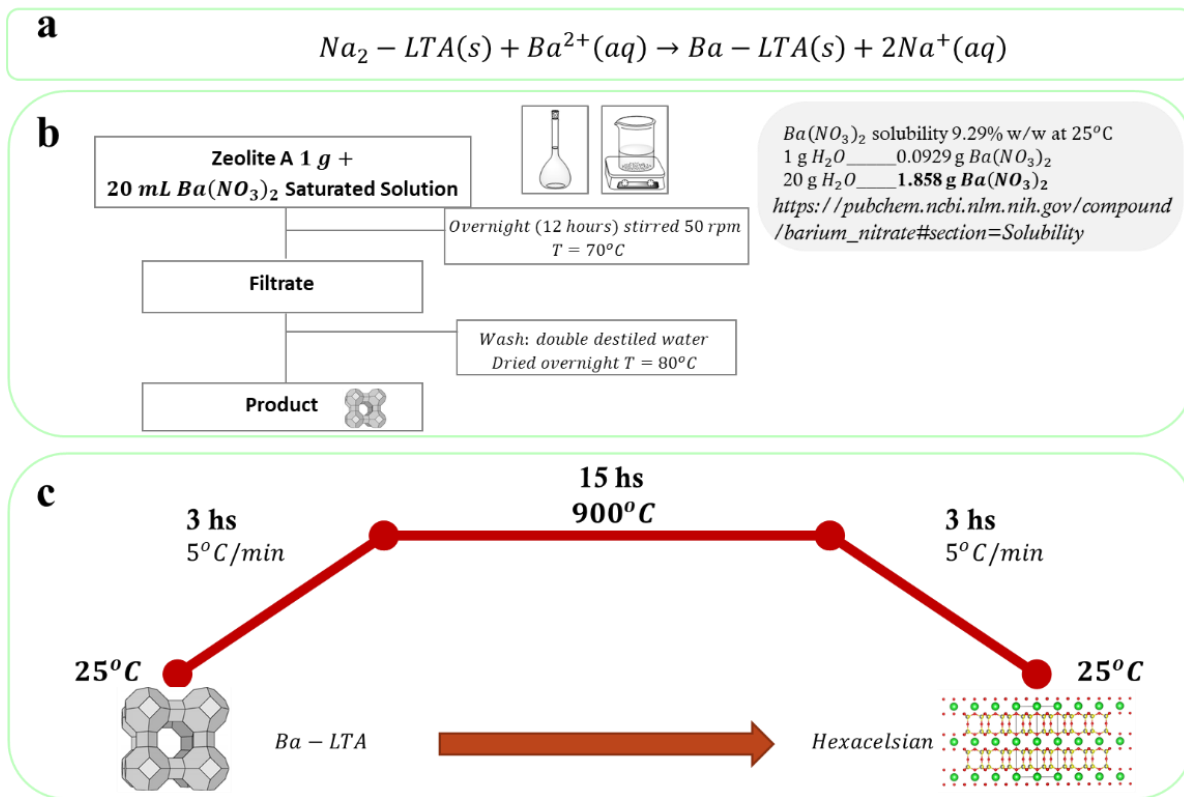 a
Na₂ − LTA(s) + Ba²⁺(aq) → Ba − LTA(s) + 2Na⁺(aq)
b
Zeolite A 1 g +
20 mL Ba(NO₃)₂ Saturated Solution
Overnight (12 hours) stirred 50 rpm
T = 70°C
Filtrate
Wash: double destiled water
Dried overnight T = 80°C
Product
Ba(NO₃)₂ solubility 9.29% w/w at 25°C
1 g H₂O_____0.0929 g Ba(NO₃)₂
20 g H₂O____1.858 g Ba(NO₃)₂
https://pubchem.ncbi.nlm.nih.gov/compound
/barium_nitrate#section=Solubility
c
15 hs
900°C
3 hs
5°C/min
3 hs
5°C/min
25°C
25°C
Ba − LTA
Hexacelsian